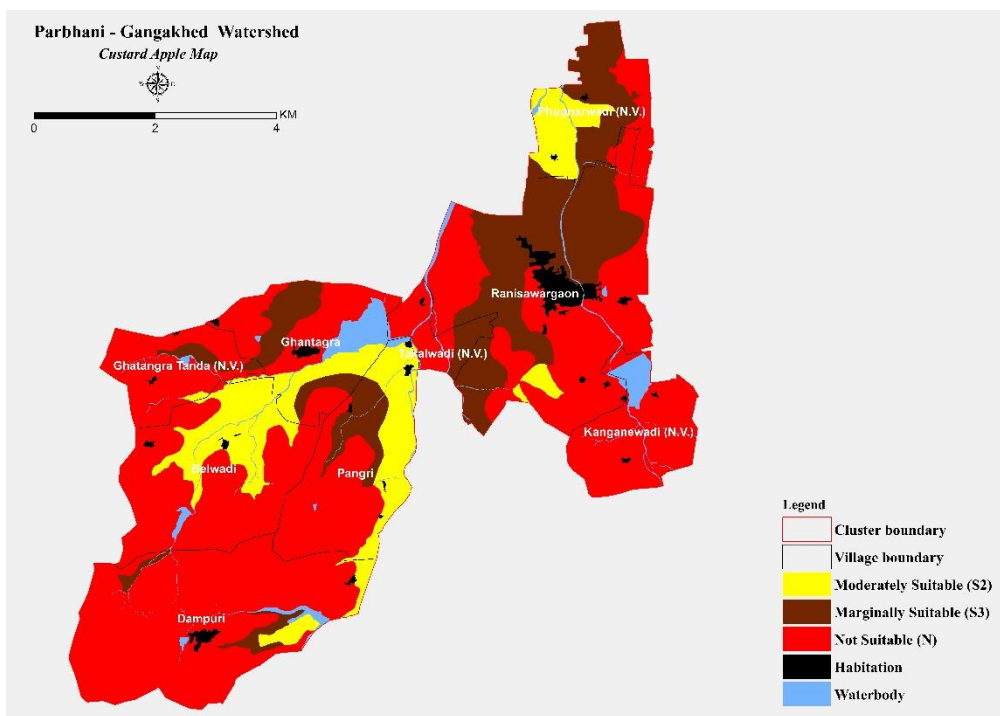 Parbhani - Gangakhed Watershed
Custard Apple Map
N
W
E
S
KM
0
2
4
Phugnarwadi (N.V.)
Ranisawargaon
Ghantagra
Takalwadi (N.V.)
Ghatangra Tanda (N.V.)
Kanganewadi (N.V.)
Belwadi
Pangri
Dampuri
Legend
Cluster boundary
Village boundary
Moderately Suitable (S2)
Marginally Suitable (S3)
Not Suitable (N)
Habitation
Waterbody